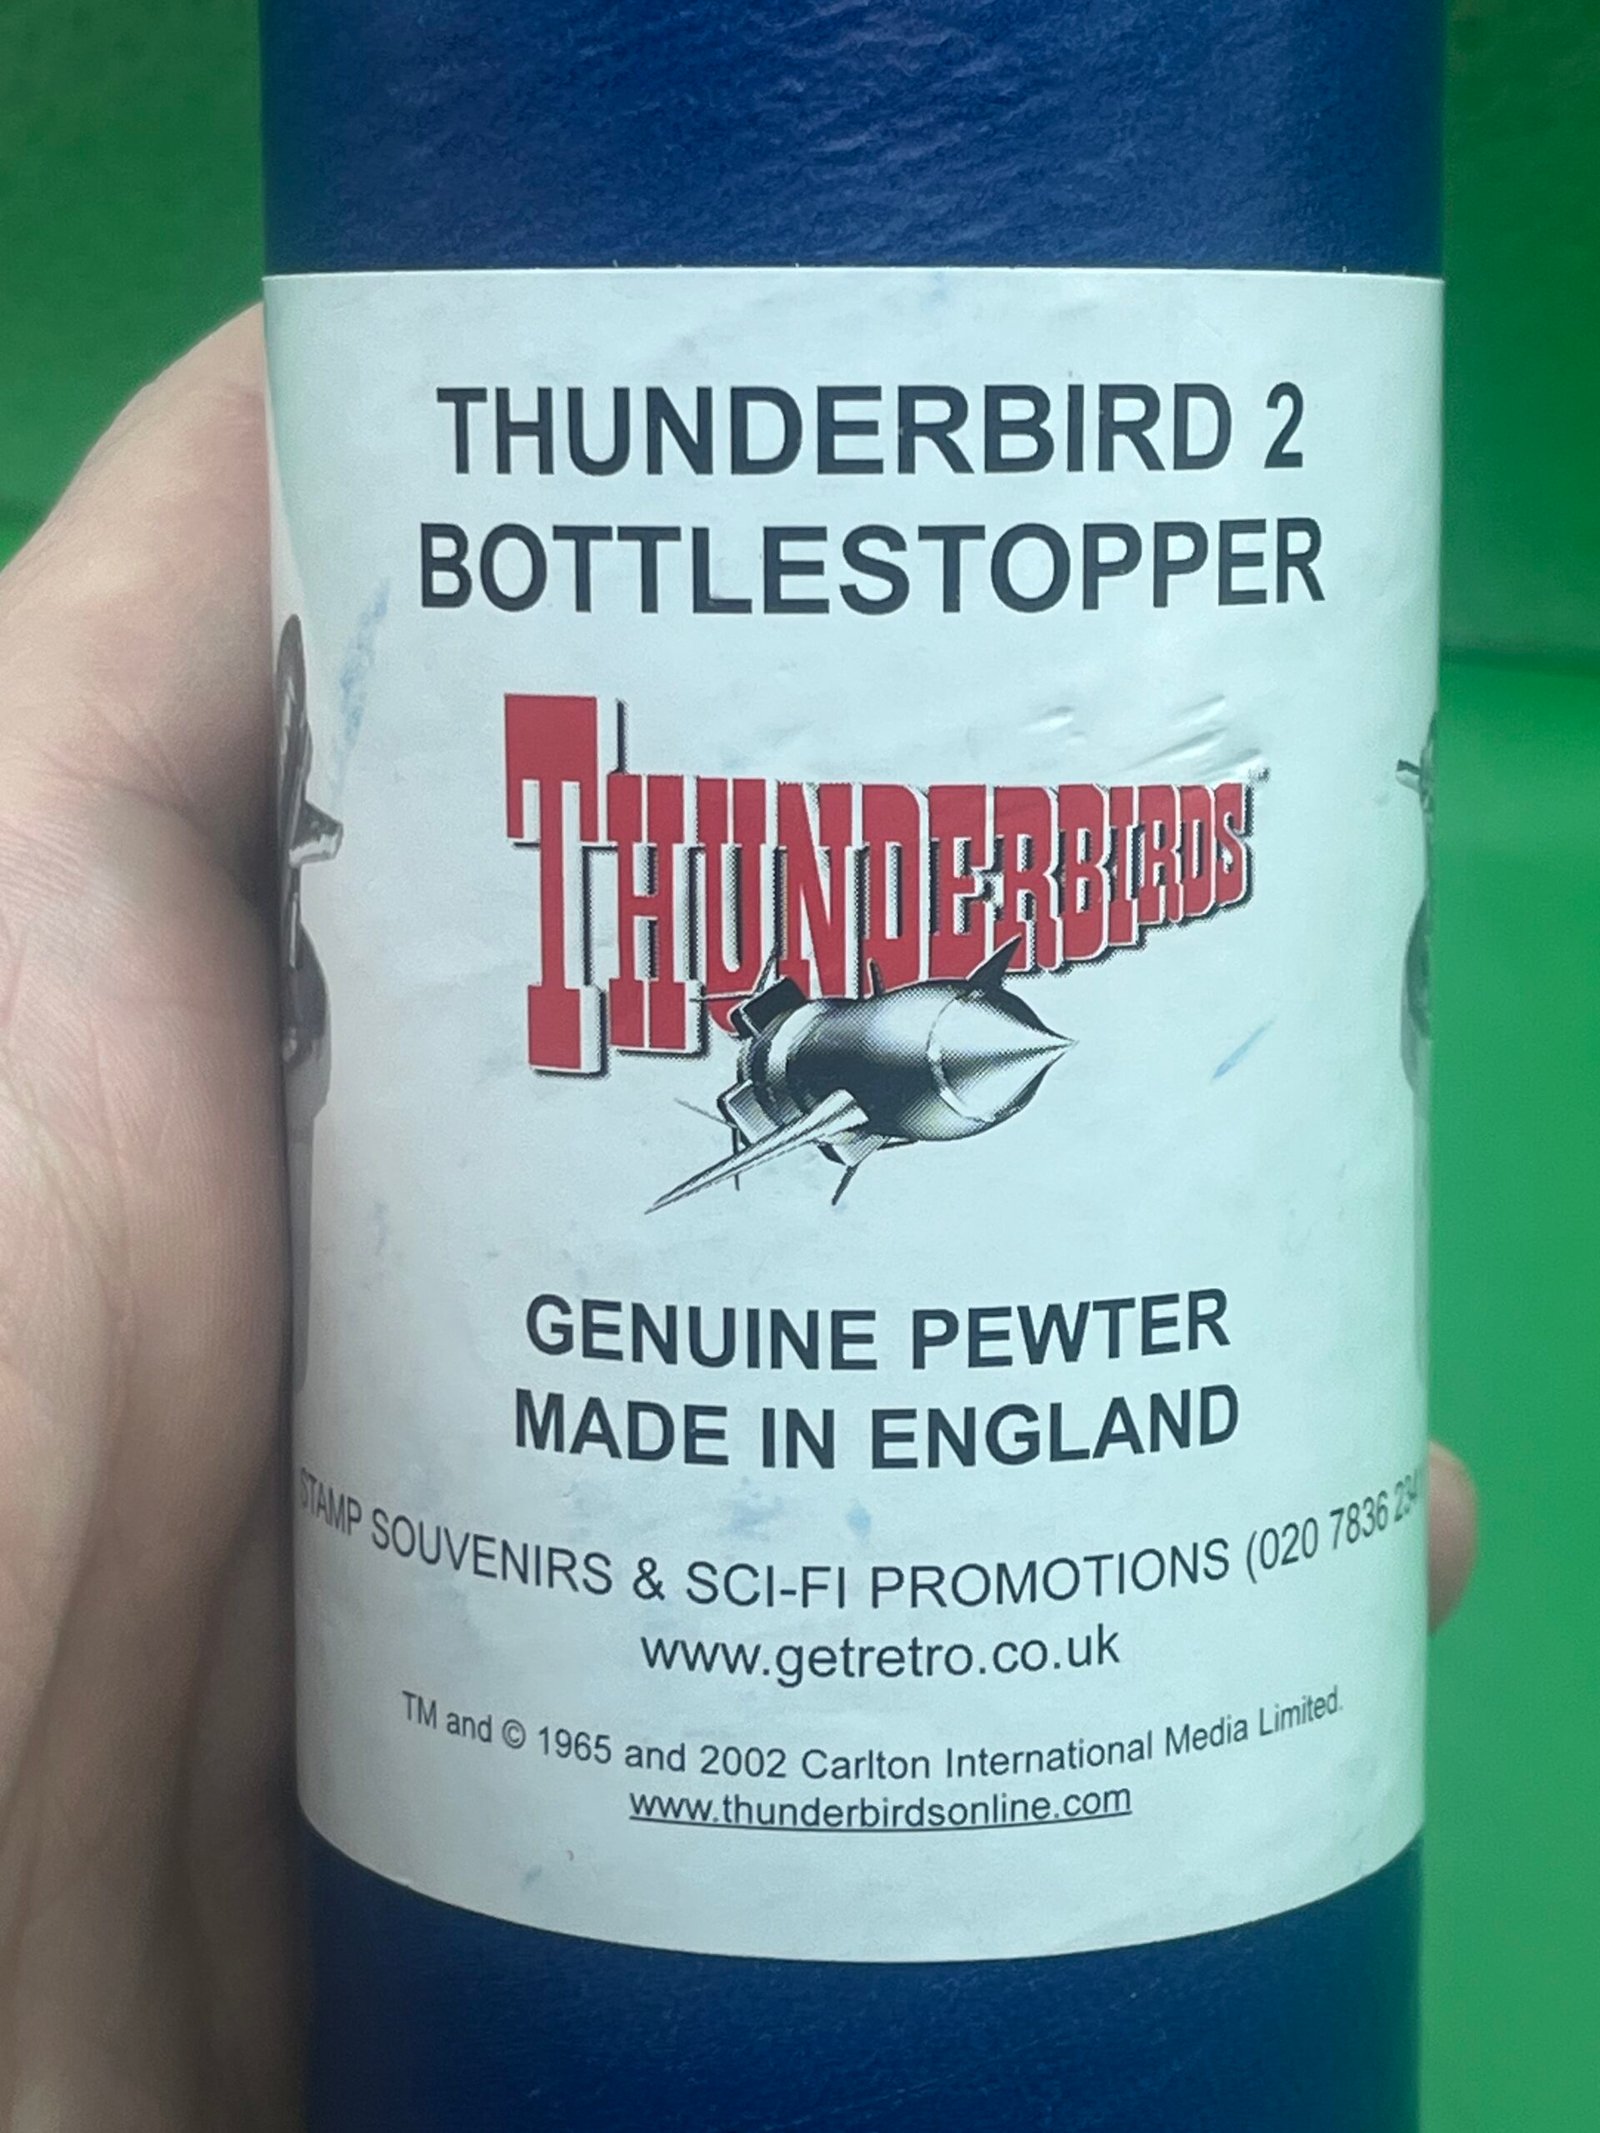 THUNDERBIRD 2
BOTTLESTOPPER
THUNDERBIRDS
GENUINE PEWTER
MADE IN ENGLAND
STAMP SOUVENIRS & SCI-FI PROMOTIONS (020 7836
www.getretro.co.uk
TM and © 1965 and 2002 Carlton International Media Limited.
www.thunderbirdsonline.com